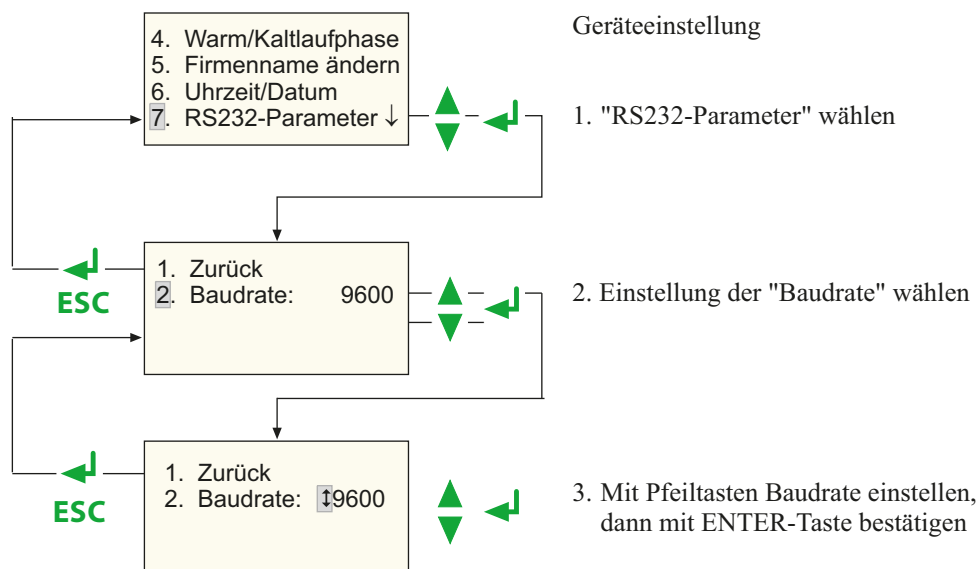 Geräteeinstellung
4. Warm/Kaltlaufphase
5. Firmenname ändern
6. Uhrzeit/Datum
7. RS232-Parameter ↓
1. "RS232-Parameter" wählen
1. Zurück
2. Baudrate: 9600
ESC
2. Einstellung der "Baudrate" wählen
1. Zurück
2. Baudrate: ↕9600
ESC
3. Mit Pfeiltasten Baudrate einstellen,
dann mit ENTER-Taste bestätigen